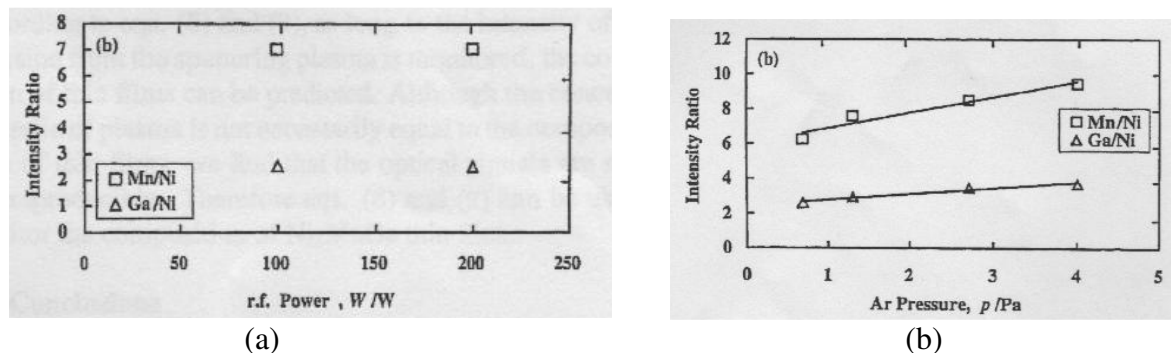 8
7
6
5
4
3
2
1
0
Intensity Ratio
(b)
Mn/Ni
Ga/Ni
0 50 100 150 200 250
r.f. Power , W /W
Conclusions
(a)
12
10
8
6
4
2
0
Intensity Ratio
(b)
Mn/Ni
Ga/Ni
0 1 2 3 4 5
Ar Pressure, p /Pa
(b)